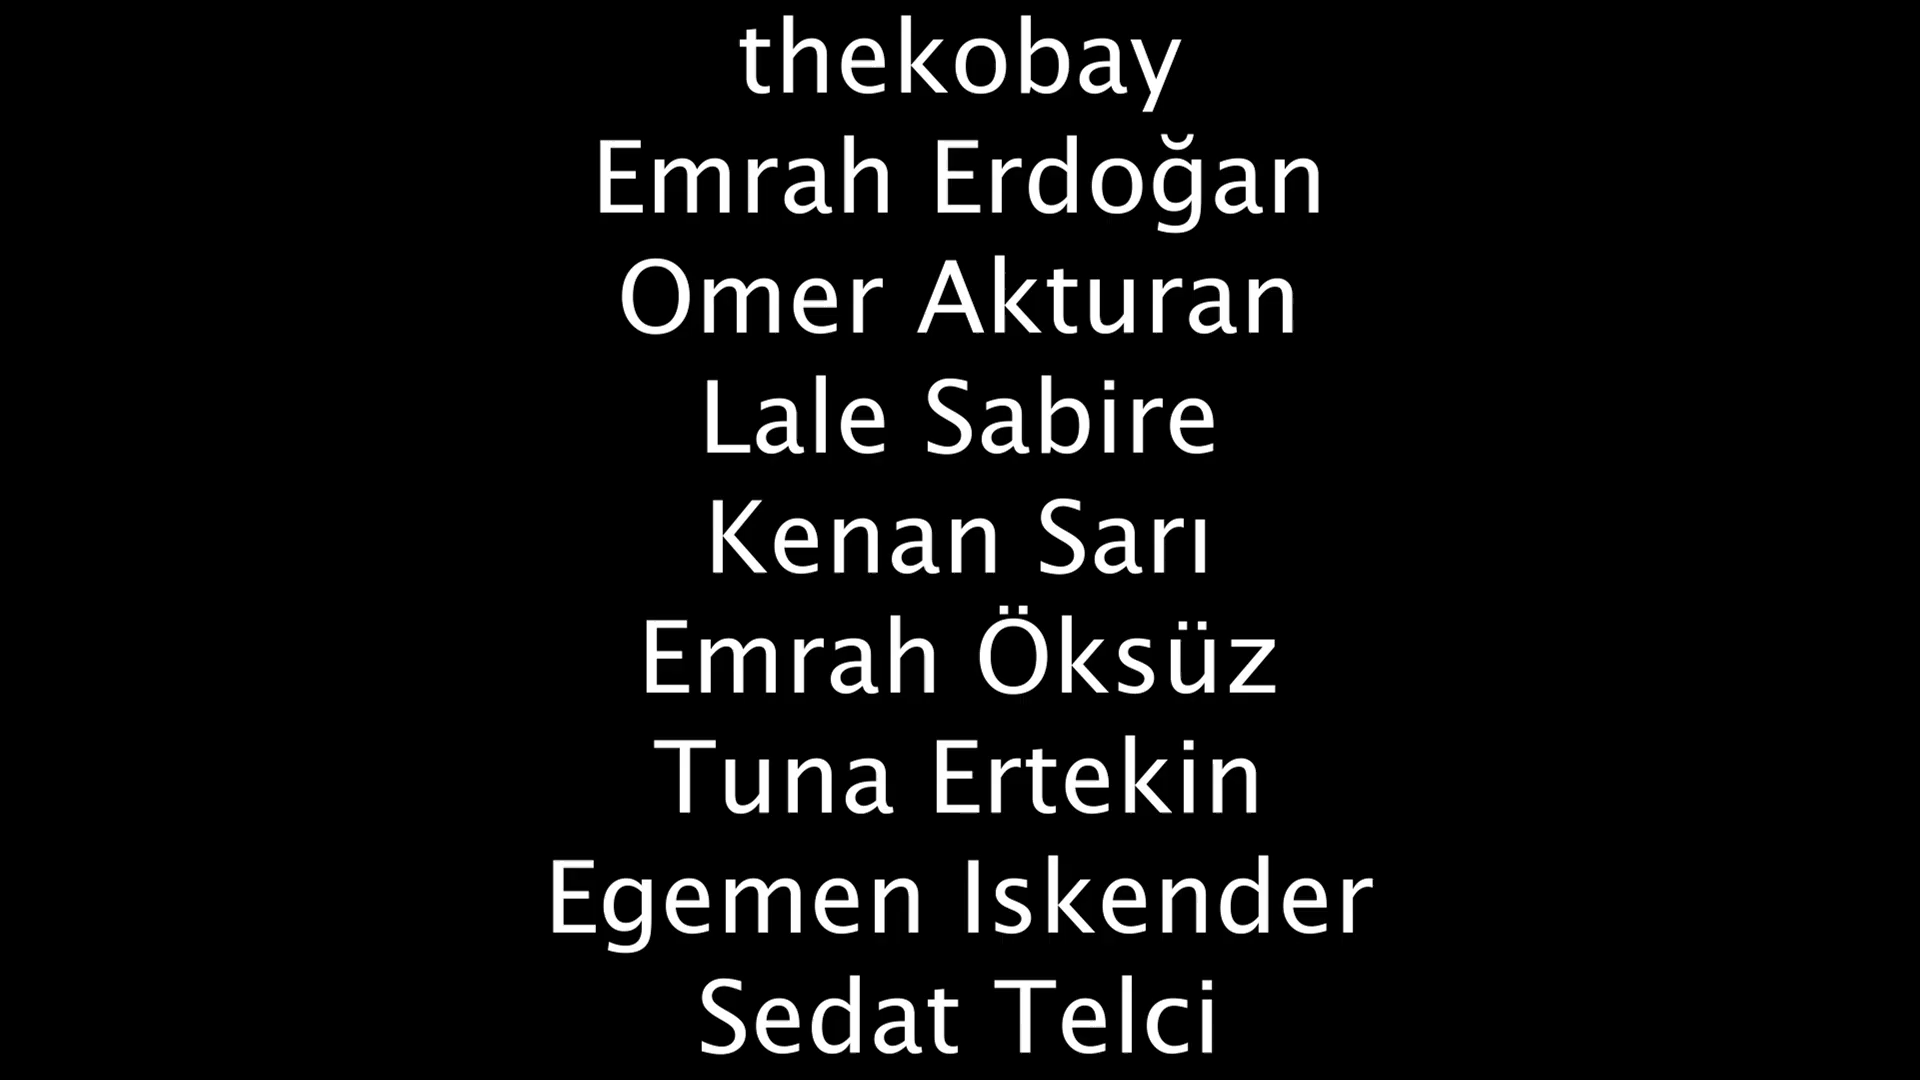 thekobay
Emrah Erdoğan
Omer Akturan
Lale Sabire
Kenan Sarı
Emrah Öksüz
Tuna Ertekin
Egemen Iskender
Sedat Telci